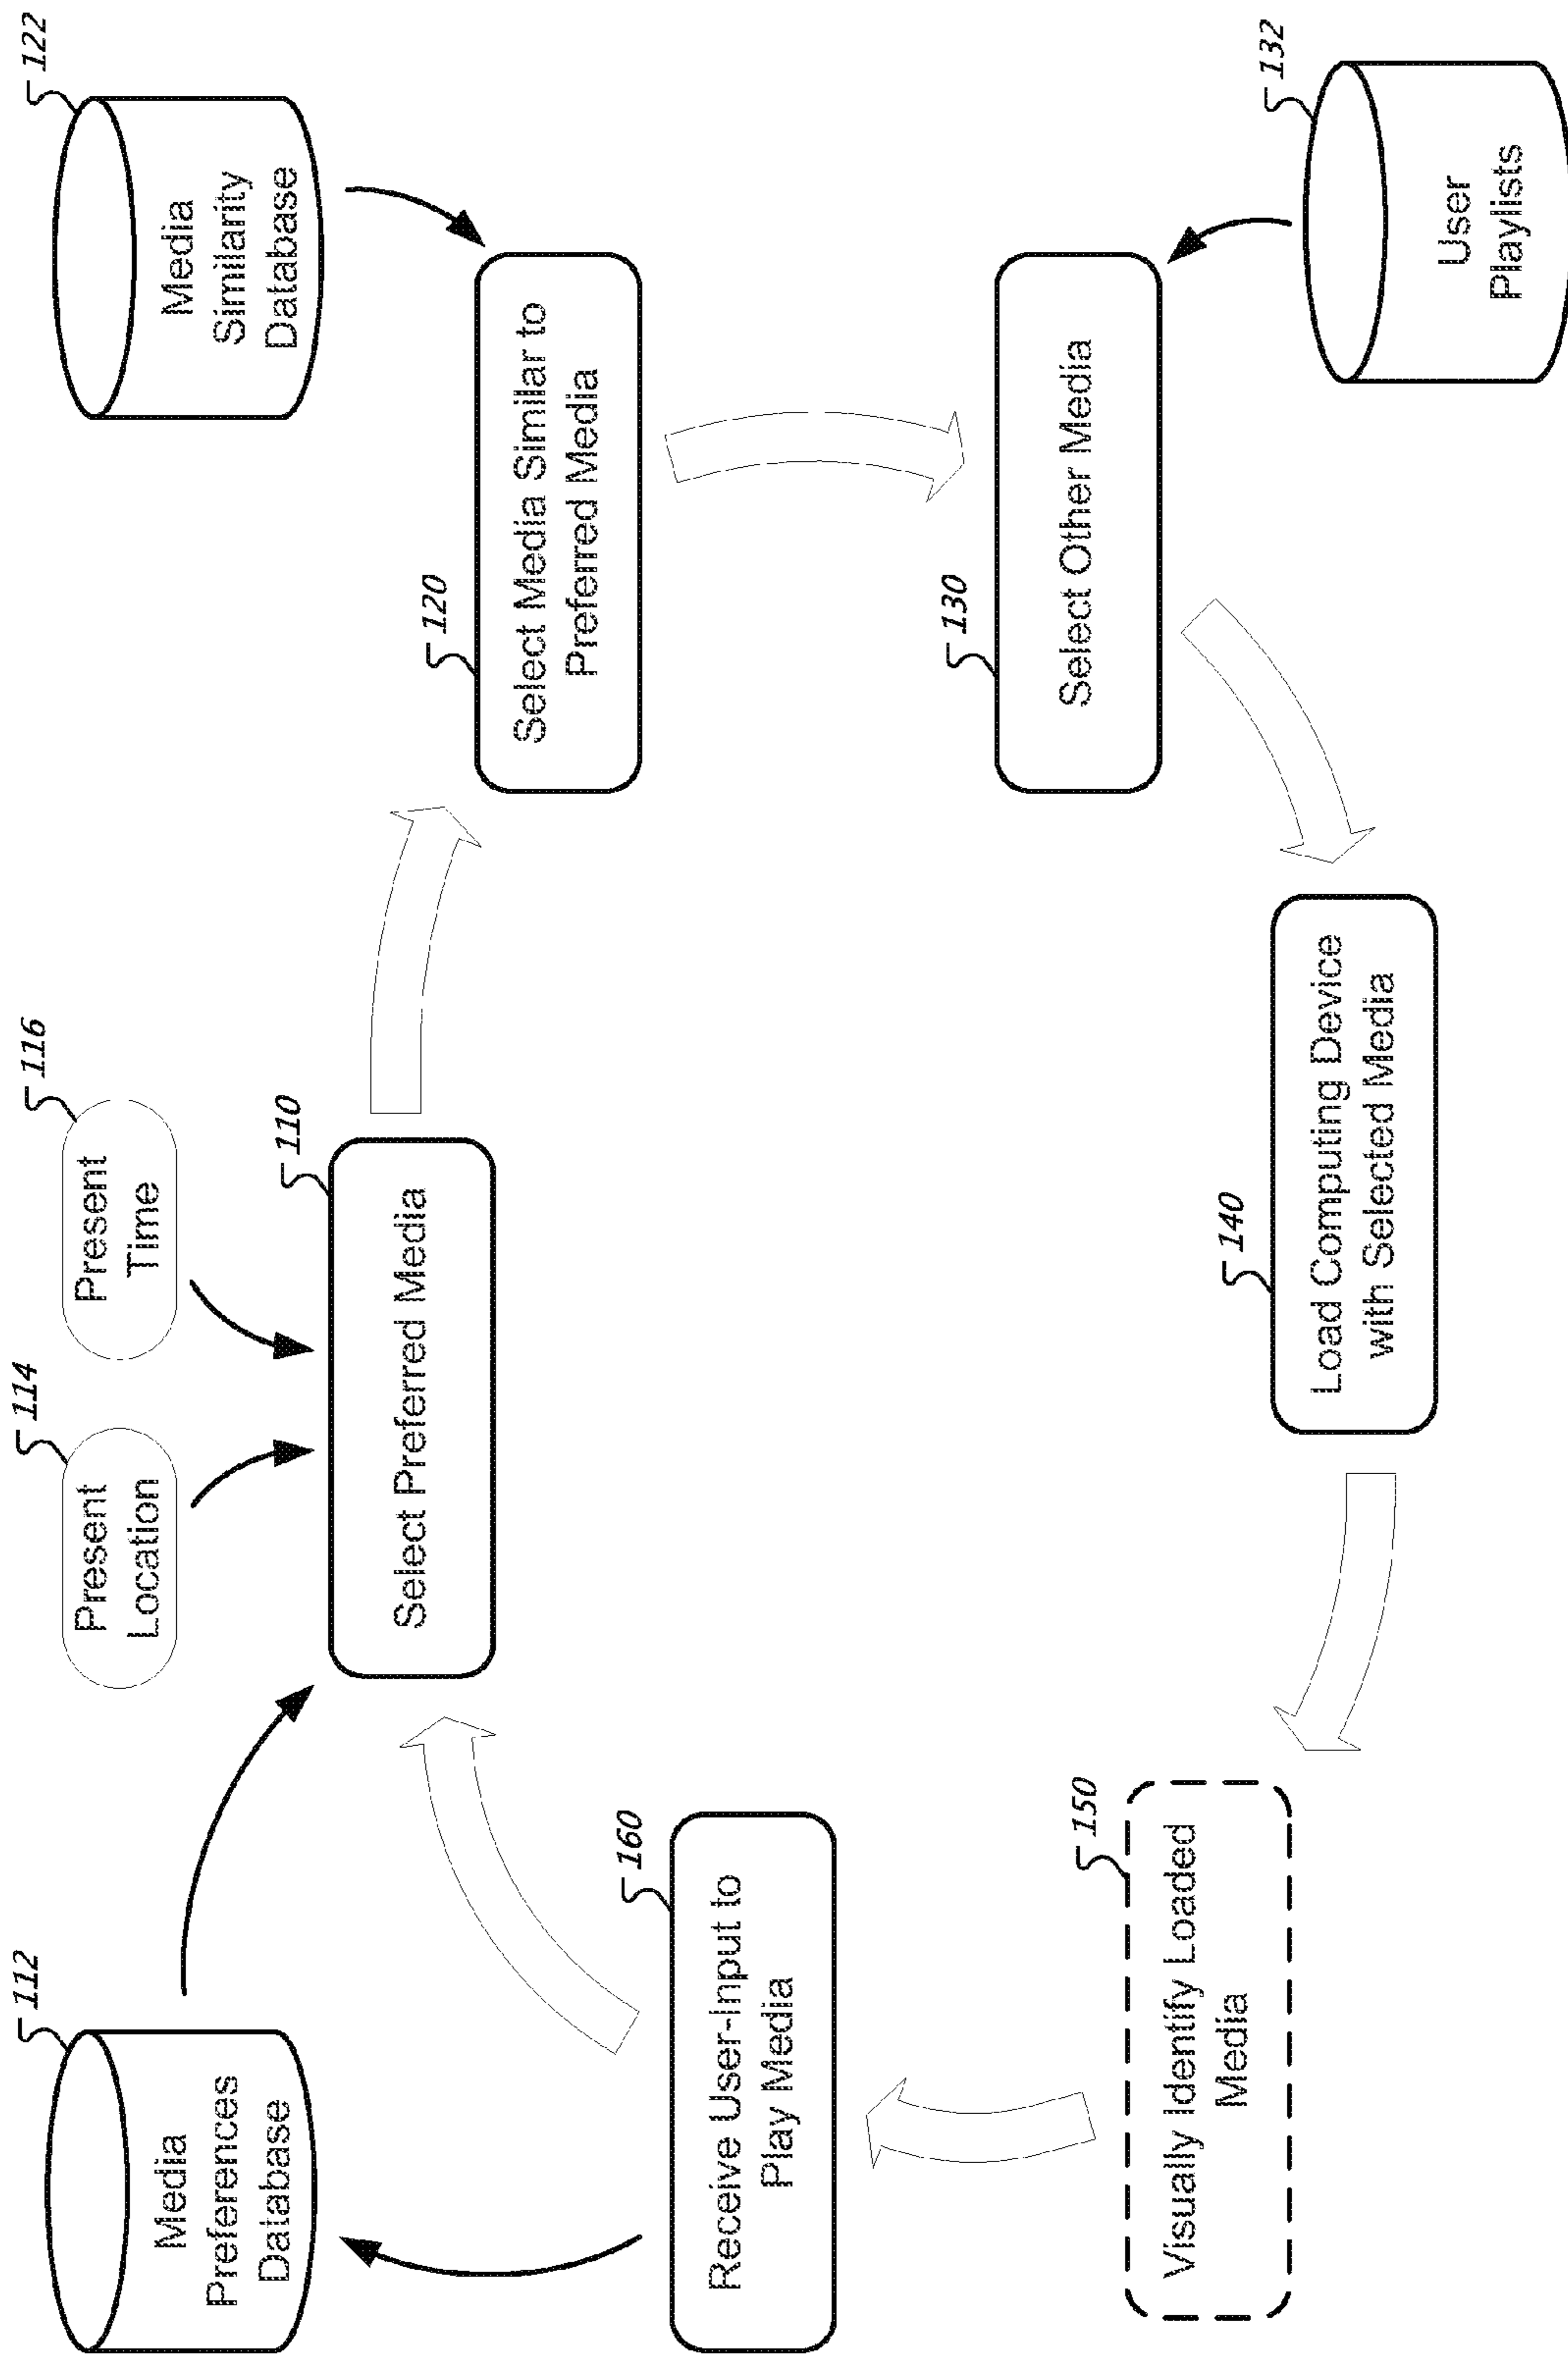 112
Media
Preferences
Database
114
Present
Location
116
Present
Time
122
Media
Similarity
Database
110
Select Preferred Media
120
Select Media Similar to
Preferred Media
160
Receive User-Input to
Play Media
130
Select Other Media
150
Visually Identify Loaded
Media
140
Load Computing Device
with Selected Media
132
User
Playlists